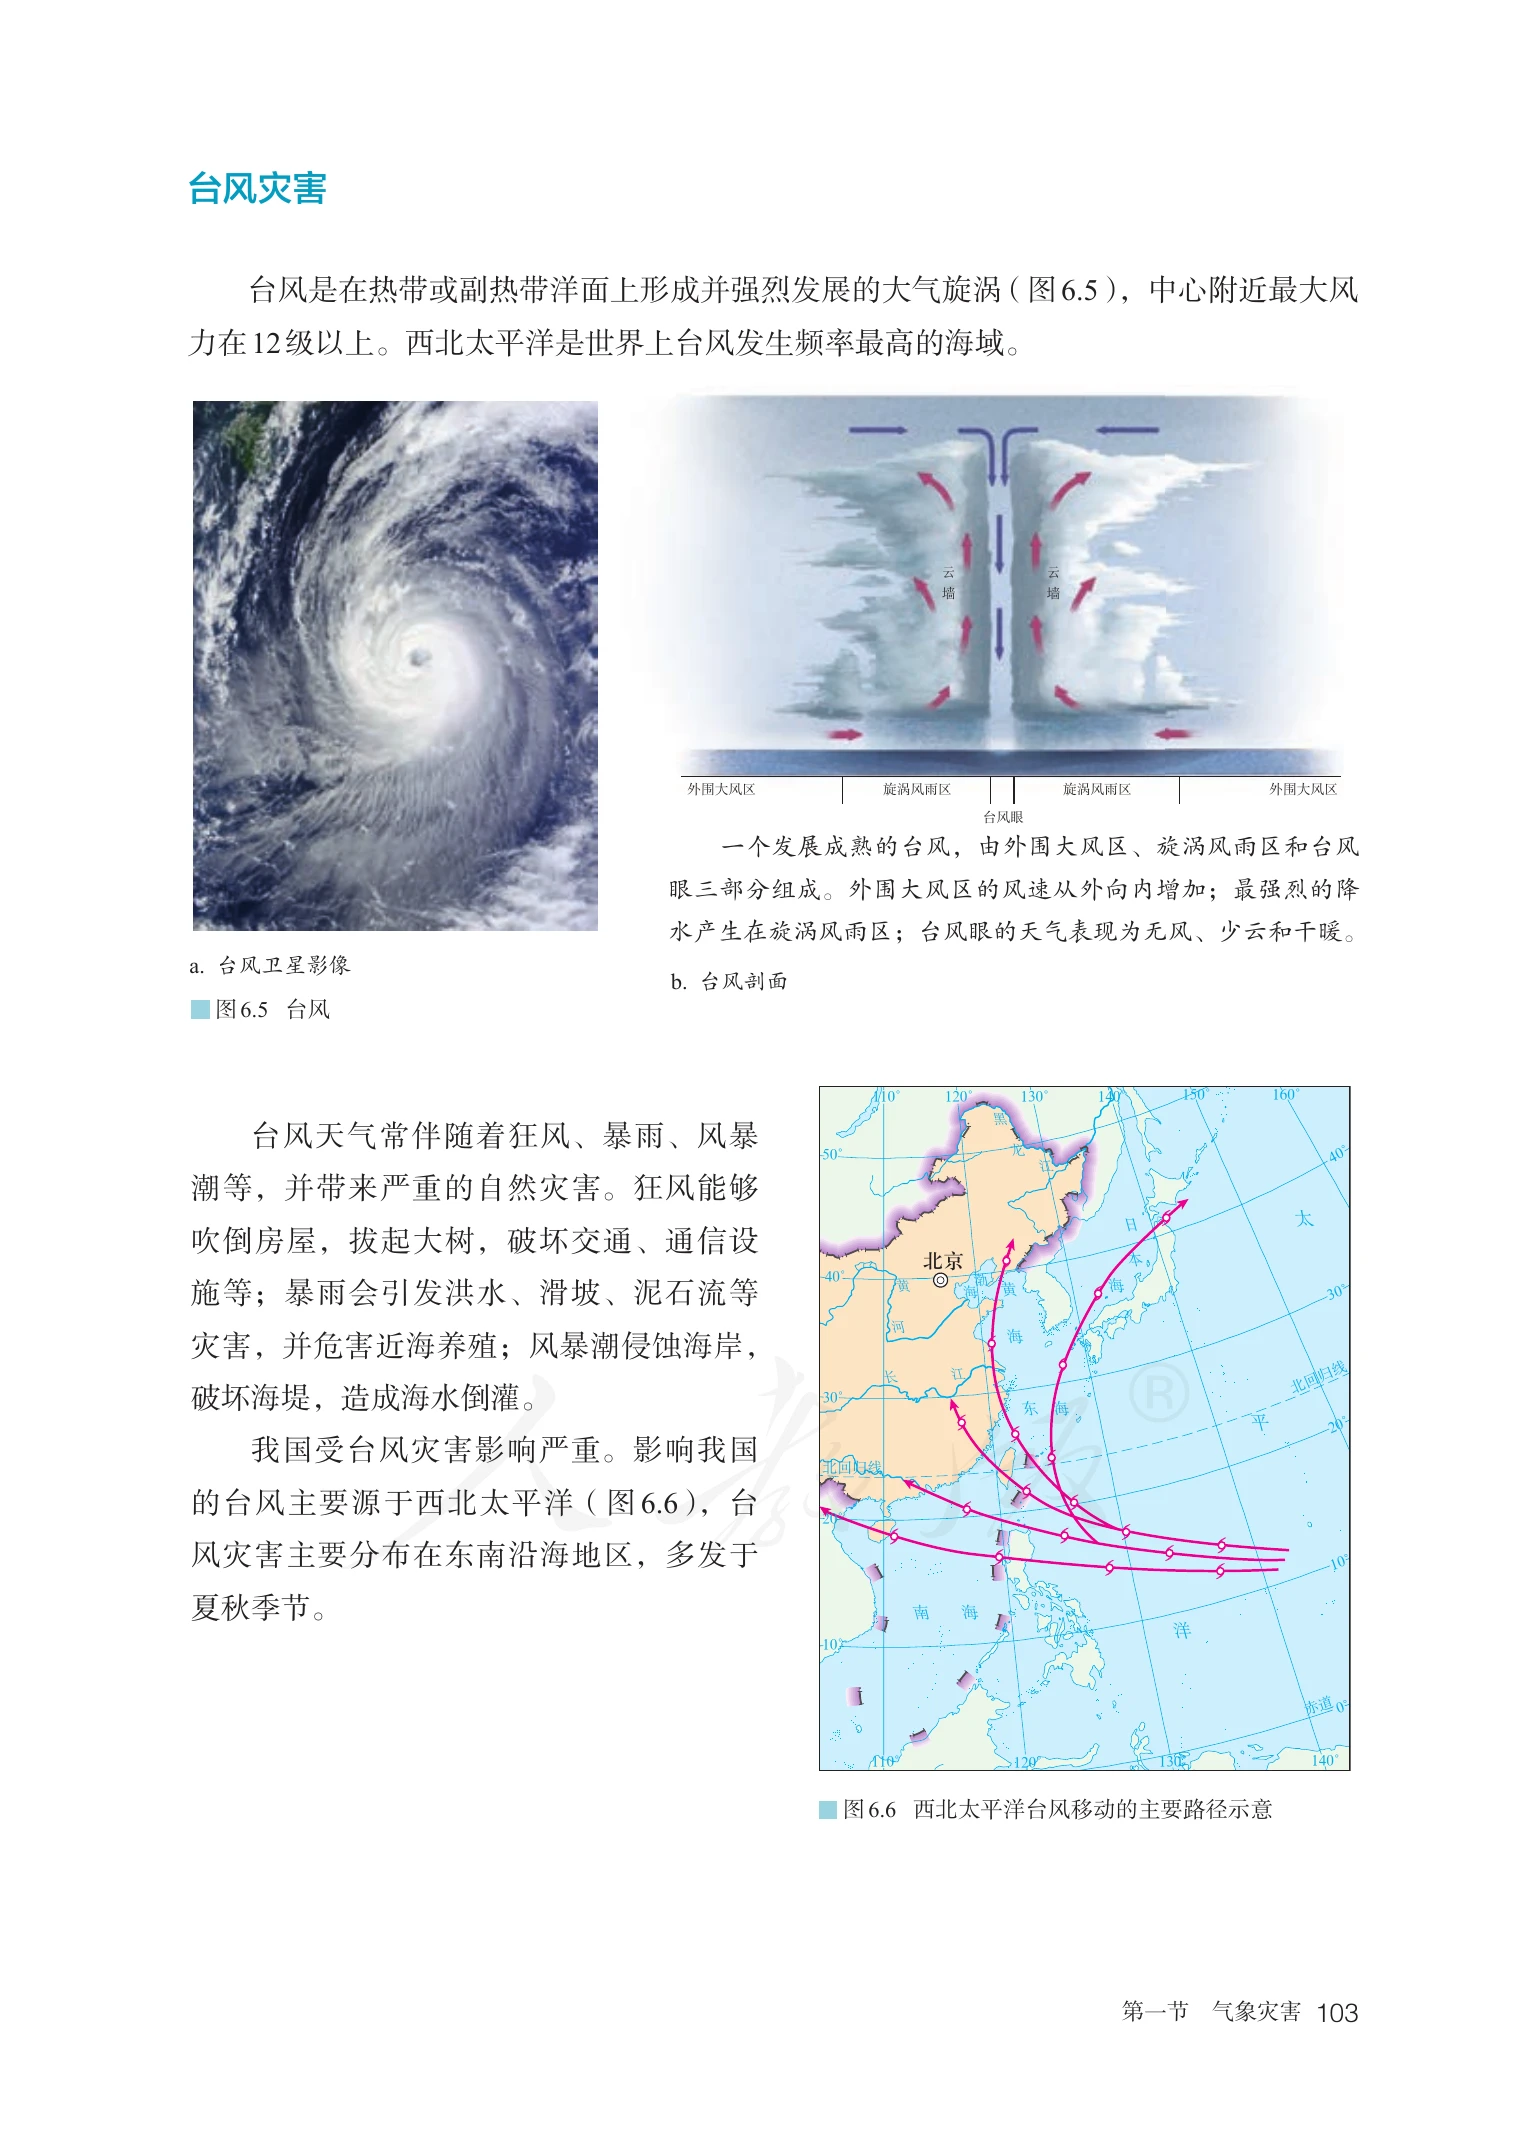 台风灾害
台风是在热带或副热带洋面上形成并强烈发展的大气旋涡（图6.5），中心附近最大风
力在12级以上。西北太平洋是世界上台风发生频率最高的海域。
云墙
云墙
外围大风区
旋涡风雨区
旋涡风雨区
外围大风区
台风眼
一个发展成熟的台风，由外围大风区、旋涡风雨区和台风
眼三部分组成。外围大风区的风速从外向内增加；最强烈的降
水产生在旋涡风雨区；台风眼的天气表现为无风、少云和干暖。
a. 台风卫星影像
b. 台风剖面
图6.5 台风
台风天气常伴随着狂风、暴雨、风暴
潮等，并带来严重的自然灾害。狂风能够
吹倒房屋，拔起大树，破坏交通、通信设
施等；暴雨会引发洪水、滑坡、泥石流等
灾害，并危害近海养殖；风暴潮侵蚀海岸，
破坏海堤，造成海水倒灌。
我国受台风灾害影响严重。影响我国
的台风主要源于西北太平洋（图6.6），台
风灾害主要分布在东南沿海地区，多发于
夏秋季节。
110° 120° 130° 140° 150° 160°
黑龙江
50°
40°
太
日本海
北京
40°
黄河
渤海
黄海
30°
长江
北回归线
30°
东海
平
20°
北回归线
20°
10°
南海
洋
10°
赤道 0°
110° 120° 130° 140°
人教版®
图6.6 西北太平洋台风移动的主要路径示意
第一节 气象灾害 103